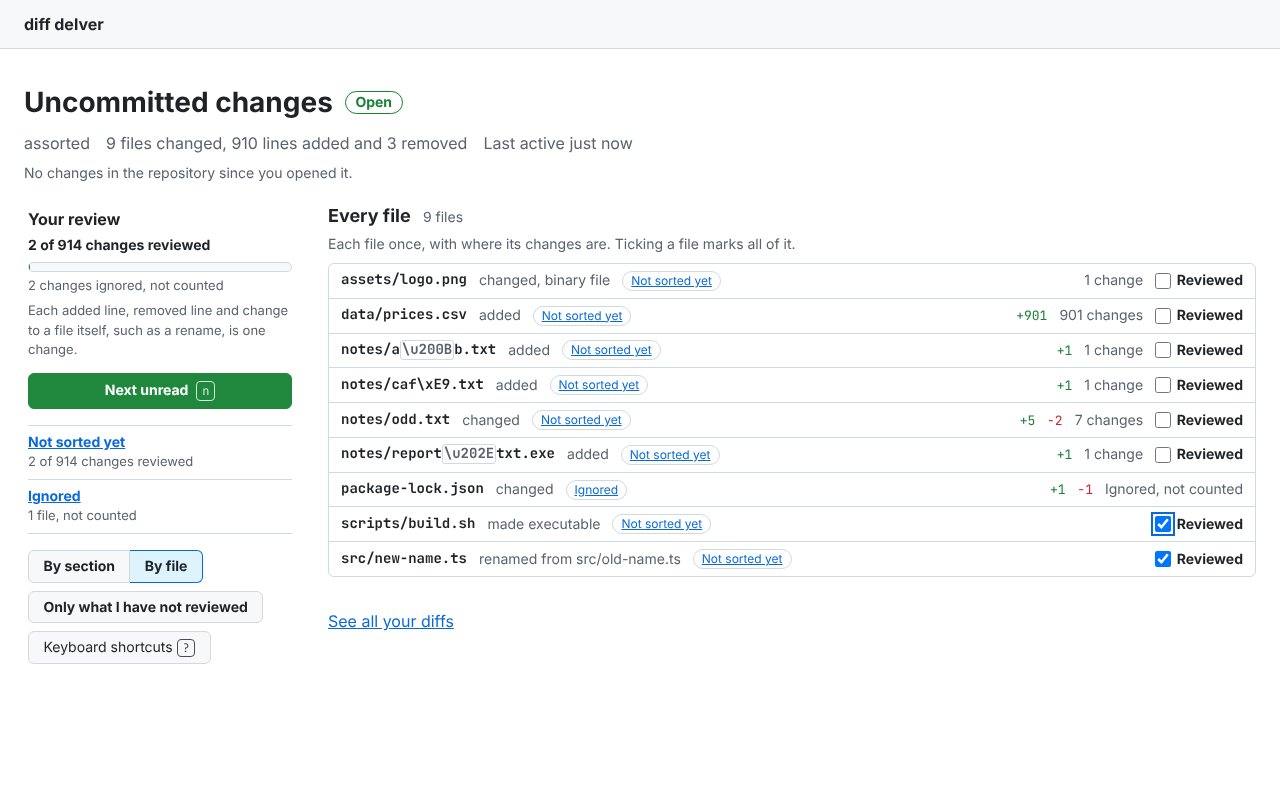 diff delver
Uncommitted changes Open
assorted 9 files changed, 910 lines added and 3 removed Last active just now
No changes in the repository since you opened it.
Your review
2 of 914 changes reviewed
2 changes ignored, not counted
Each added line, removed line and change
to a file itself, such as a rename, is one
change.
Next unread n
Not sorted yet
2 of 914 changes reviewed
Ignored
1 file, not counted
By section By file
Only what I have not reviewed
Keyboard shortcuts ?
Every file 9 files
Each file once, with where its changes are. Ticking a file marks all of it.
assets/logo.png changed, binary file Not sorted yet 1 change Reviewed
data/prices.csv added Not sorted yet +901 901 changes Reviewed
notes/a\u200Bb.txt added Not sorted yet +1 1 change Reviewed
notes/caf\xE9.txt added Not sorted yet +1 1 change Reviewed
notes/odd.txt changed Not sorted yet +5 -2 7 changes Reviewed
notes/report\u202Etxt.exe added Not sorted yet +1 1 change Reviewed
package-lock.json changed Ignored +1 -1 Ignored, not counted
scripts/build.sh made executable Not sorted yet Reviewed
src/new-name.ts renamed from src/old-name.ts Not sorted yet Reviewed
See all your diffs